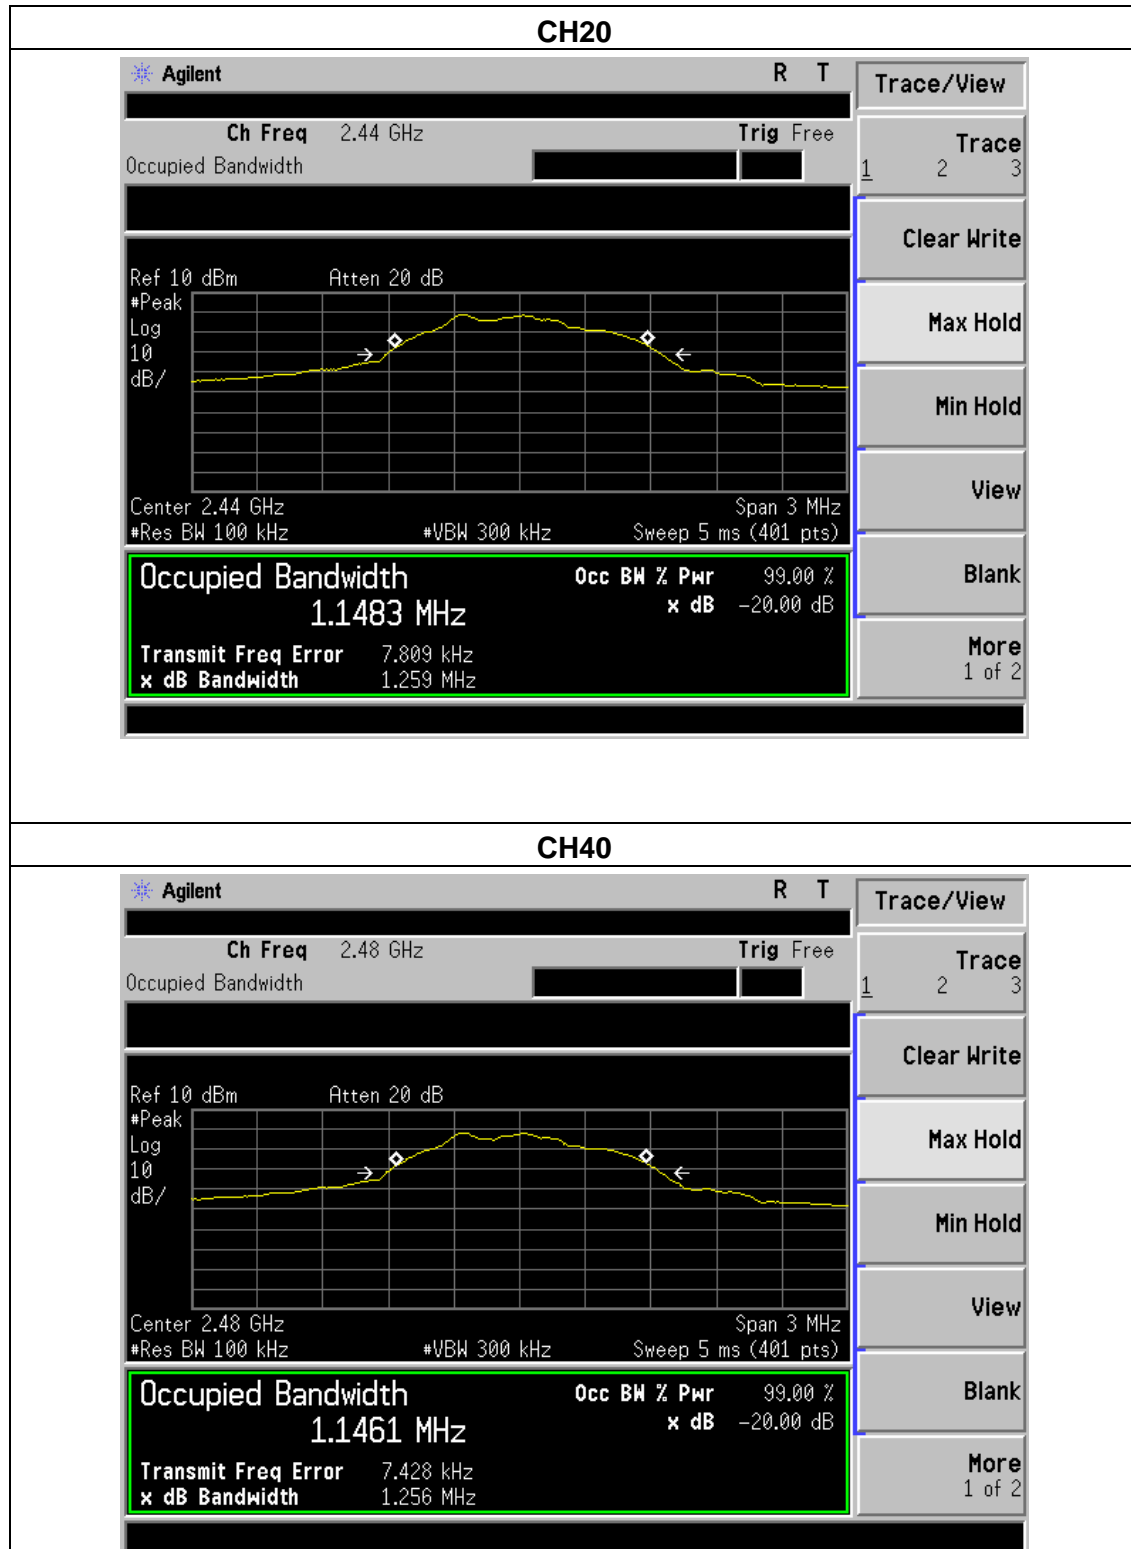 CH20
Agilent R T
Ch Freq 2.44 GHz Trig Free
Occupied Bandwidth
Ref 10 dBm Atten 20 dB
#Peak
Log
10
dB/
Center 2.44 GHz Span 3 MHz
#Res BW 100 kHz #VBW 300 kHz Sweep 5 ms (401 pts)
Occupied Bandwidth Occ BW % Pwr 99.00 %
1.1483 MHz x dB -20.00 dB
Transmit Freq Error 7.809 kHz
x dB Bandwidth 1.259 MHz
Trace/View
Trace
1 2 3
Clear Write
Max Hold
Min Hold
View
Blank
More
1 of 2
CH40
Agilent R T
Ch Freq 2.48 GHz Trig Free
Occupied Bandwidth
Ref 10 dBm Atten 20 dB
#Peak
Log
10
dB/
Center 2.48 GHz Span 3 MHz
#Res BW 100 kHz #VBW 300 kHz Sweep 5 ms (401 pts)
Occupied Bandwidth Occ BW % Pwr 99.00 %
1.1461 MHz x dB -20.00 dB
Transmit Freq Error 7.428 kHz
x dB Bandwidth 1.256 MHz
Trace/View
Trace
1 2 3
Clear Write
Max Hold
Min Hold
View
Blank
More
1 of 2